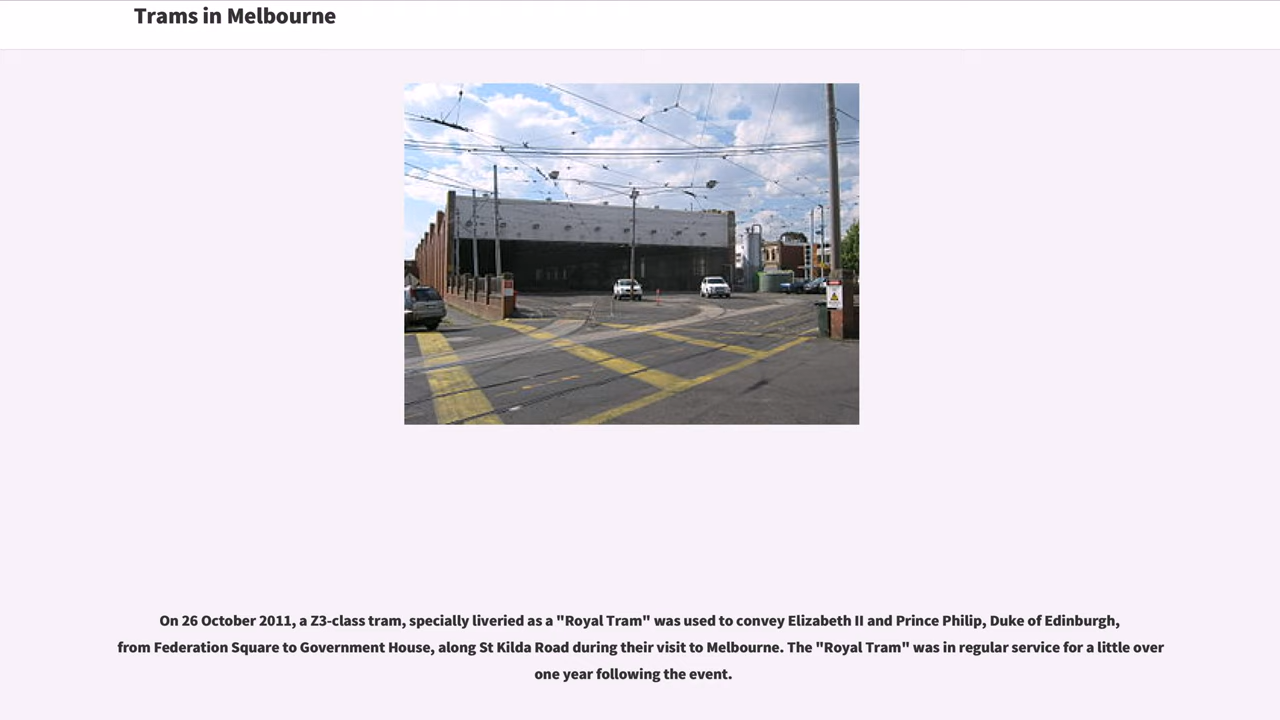 Trams in Melbourne
On 26 October 2011, a Z3-class tram, specially liveried as a "Royal Tram" was used to convey Elizabeth II and Prince Philip, Duke of Edinburgh,
from Federation Square to Government House, along St Kilda Road during their visit to Melbourne. The "Royal Tram" was in regular service for a little over
one year following the event.